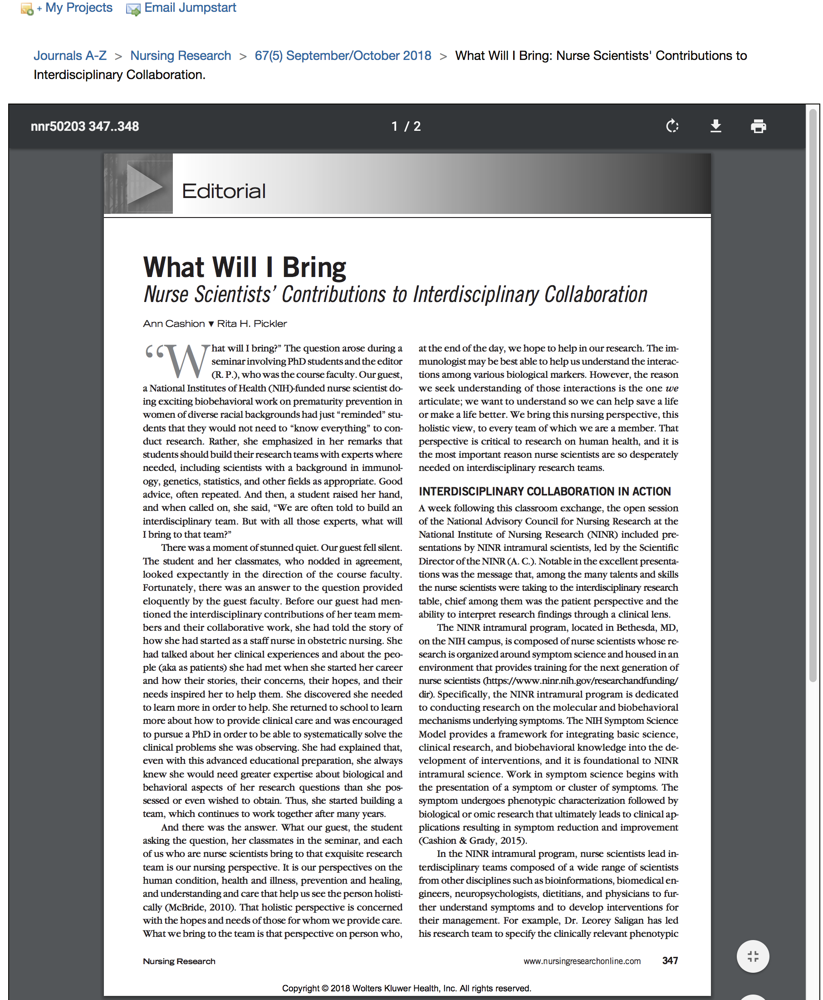 + My Projects Email Jumpstart
Journals A-Z > Nursing Research > 67(5) September/October 2018 > What Will I Bring: Nurse Scientists' Contributions to
Interdisciplinary Collaboration.
nnr50203 347..348 1 / 2
Editorial
What Will I Bring
Nurse Scientists’ Contributions to Interdisciplinary Collaboration
Ann Cashion ▼ Rita H. Pickler
“What will I bring?” The question arose during a
seminar involving PhD students and the editor
(R. P.), who was the course faculty. Our guest,
a National Institutes of Health (NIH)-funded nurse scientist do-
ing exciting biobehavioral work on prematurity prevention in
women of diverse racial backgrounds had just “reminded” stu-
dents that they would not need to “know everything” to con-
duct research. Rather, she emphasized in her remarks that
students should build their research teams with experts where
needed, including scientists with a background in immunol-
ogy, genetics, statistics, and other fields as appropriate. Good
advice, often repeated. And then, a student raised her hand,
and when called on, she said, “We are often told to build an
interdisciplinary team. But with all those experts, what will
I bring to that team?”
There was a moment of stunned quiet. Our guest fell silent.
The student and her classmates, who nodded in agreement,
looked expectantly in the direction of the course faculty.
Fortunately, there was an answer to the question provided
eloquently by the guest faculty. Before our guest had men-
tioned the interdisciplinary contributions of her team mem-
bers and their collaborative work, she had told the story of
how she had started as a staff nurse in obstetric nursing. She
had talked about her clinical experiences and about the peo-
ple (aka as patients) she had met when she started her career
and how their stories, their concerns, their hopes, and their
needs inspired her to help them. She discovered she needed
to learn more in order to help. She returned to school to learn
more about how to provide clinical care and was encouraged
to pursue a PhD in order to be able to systematically solve the
clinical problems she was observing. She had explained that,
even with this advanced educational preparation, she always
knew she would need greater expertise about biological and
behavioral aspects of her research questions than she pos-
sessed or even wished to obtain. Thus, she started building a
team, which continues to work together after many years.
And there was the answer. What our guest, the student
asking the question, her classmates in the seminar, and each
of us who are nurse scientists bring to that exquisite research
team is our nursing perspective. It is our perspectives on the
human condition, health and illness, prevention and healing,
and understanding and care that help us see the person holisti-
cally (McBride, 2010). That holistic perspective is concerned
with the hopes and needs of those for whom we provide care.
What we bring to the team is that perspective on person who,
at the end of the day, we hope to help in our research. The im-
munologist may be best able to help us understand the interac-
tions among various biological markers. However, the reason
we seek understanding of those interactions is the one we
articulate; we want to understand so we can help save a life
or make a life better. We bring this nursing perspective, this
holistic view, to every team of which we are a member. That
perspective is critical to research on human health, and it is
the most important reason nurse scientists are so desperately
needed on interdisciplinary research teams.
INTERDISCIPLINARY COLLABORATION IN ACTION
A week following this classroom exchange, the open session
of the National Advisory Council for Nursing Research at the
National Institute of Nursing Research (NINR) included pre-
sentations by NINR intramural scientists, led by the Scientific
Director of the NINR (A. C.). Notable in the excellent presenta-
tions was the message that, among the many talents and skills
the nurse scientists were taking to the interdisciplinary research
table, chief among them was the patient perspective and the
ability to interpret research findings through a clinical lens.
The NINR intramural program, located in Bethesda, MD,
on the NIH campus, is composed of nurse scientists whose re-
search is organized around symptom science and housed in an
environment that provides training for the next generation of
nurse scientists (https://www.ninr.nih.gov/researchandfunding/
dir). Specifically, the NINR intramural program is dedicated
to conducting research on the molecular and biobehavioral
mechanisms underlying symptoms. The NIH Symptom Science
Model provides a framework for integrating basic science,
clinical research, and biobehavioral knowledge into the de-
velopment of interventions, and it is foundational to NINR
intramural science. Work in symptom science begins with
the presentation of a symptom or cluster of symptoms. The
symptom undergoes phenotypic characterization followed by
biological or omic research that ultimately leads to clinical ap-
plications resulting in symptom reduction and improvement
(Cashion & Grady, 2015).
In the NINR intramural program, nurse scientists lead in-
terdisciplinary teams composed of a wide range of scientists
from other disciplines such as bioinformations, biomedical en-
gineers, neuropsychologists, dietitians, and physicians to fur-
ther understand symptoms and to develop interventions for
their management. For example, Dr. Leorey Saligan has led
his research team to specify the clinically relevant phenotypic
Nursing Research www.nursingresearchonline.com 347
Copyright © 2018 Wolters Kluwer Health, Inc. All rights reserved.